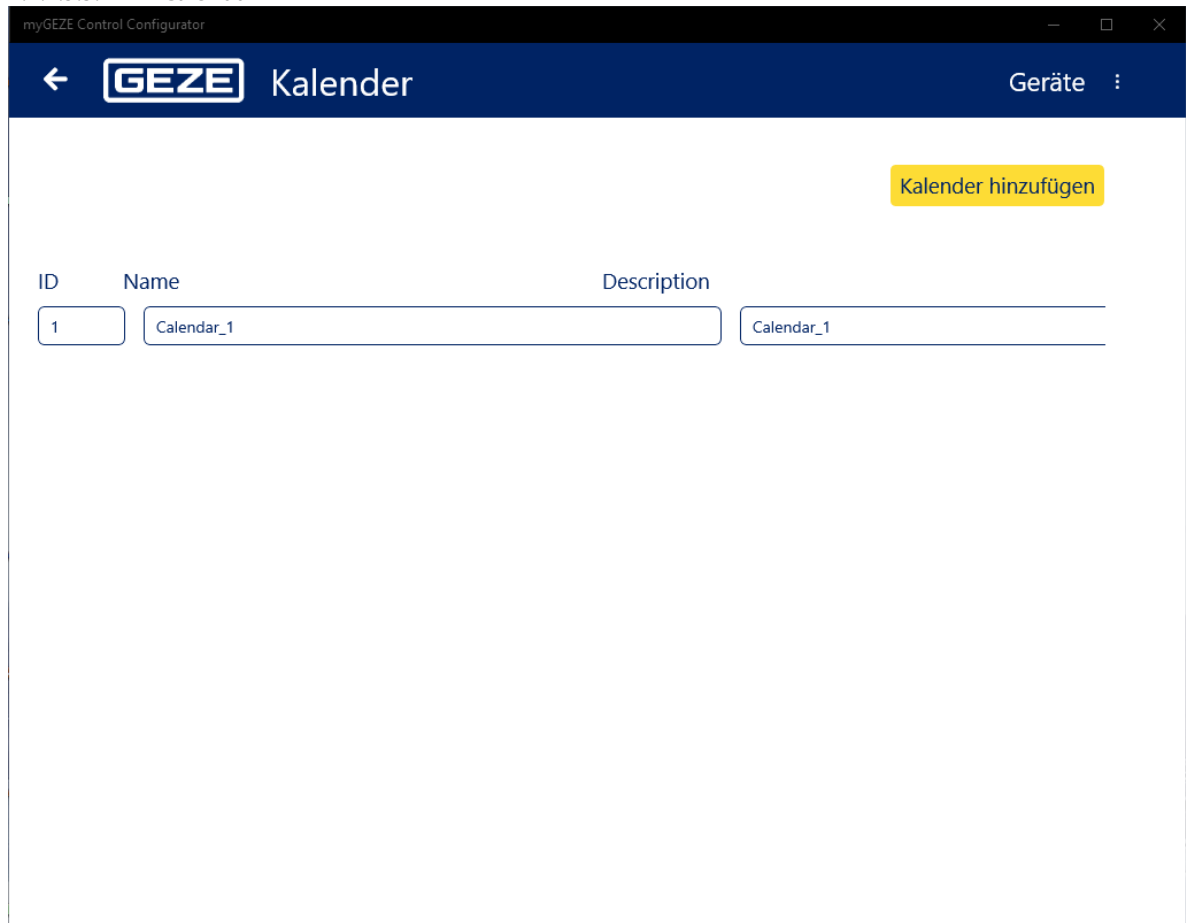 myGEZE Control Configurator
GEZE Kalender Geräte
Kalender hinzufügen
ID Name Description
1 Calendar_1 Calendar_1